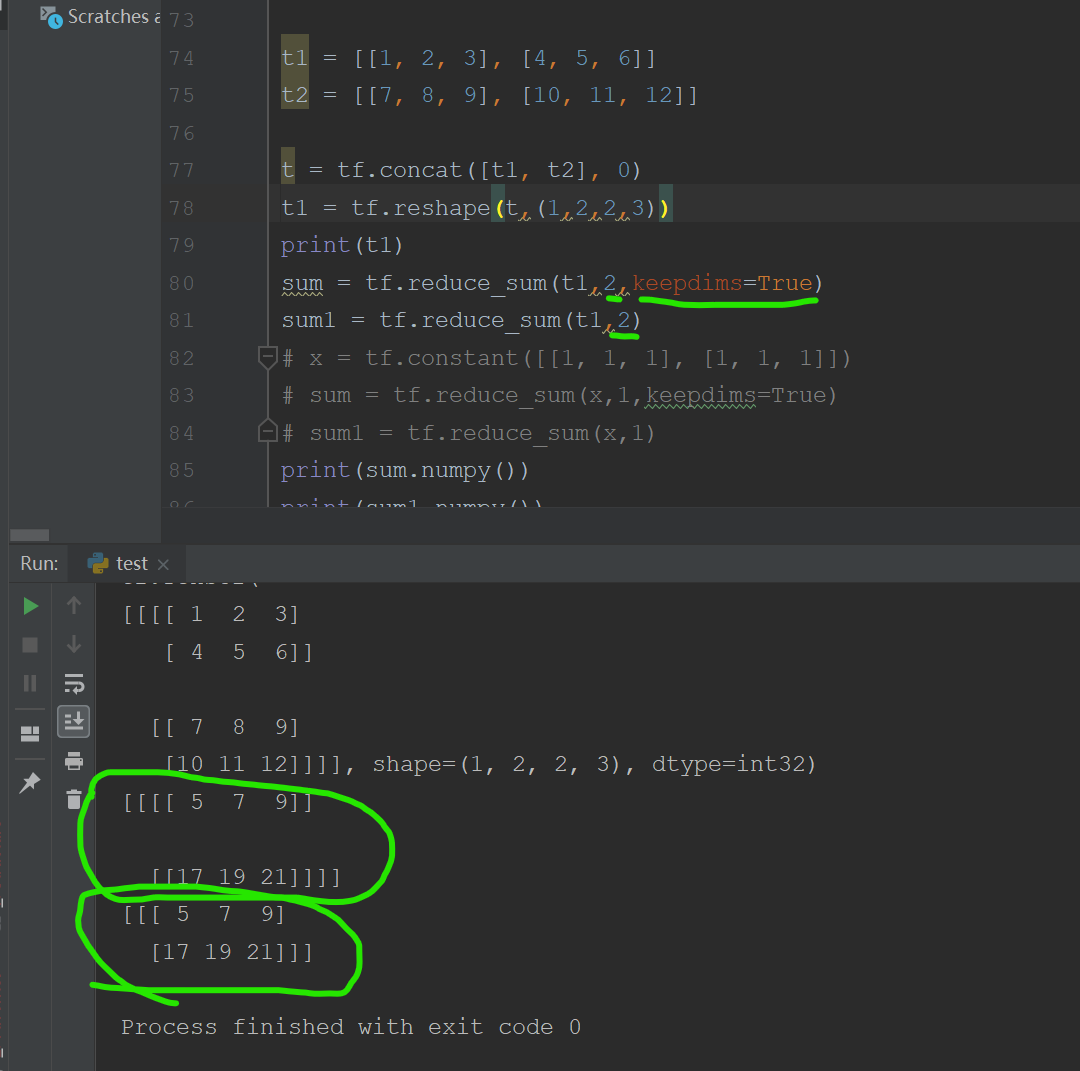 Scratches a
73
74 t1 = [[1, 2, 3], [4, 5, 6]]
75 t2 = [[7, 8, 9], [10, 11, 12]]
76
77 t = tf.concat([t1, t2], 0)
78 t1 = tf.reshape(t,(1,2,2,3))
79 print(t1)
80 sum = tf.reduce_sum(t1,2,keepdims=True)
81 sum1 = tf.reduce_sum(t1,2)
82 # x = tf.constant([[1, 1, 1], [1, 1, 1]])
83 # sum = tf.reduce_sum(x,1,keepdims=True)
84 # sum1 = tf.reduce_sum(x,1)
85 print(sum.numpy())
86 print(sum1.numpy())
Run: test
[[[[ 1 2 3]
[ 4 5 6]]
[[ 7 8 9]
[10 11 12]]]], shape=(1, 2, 2, 3), dtype=int32)
[[[[ 5 7 9]]
[[17 19 21]]]]
[[[ 5 7 9]
[17 19 21]]]
Process finished with exit code 0